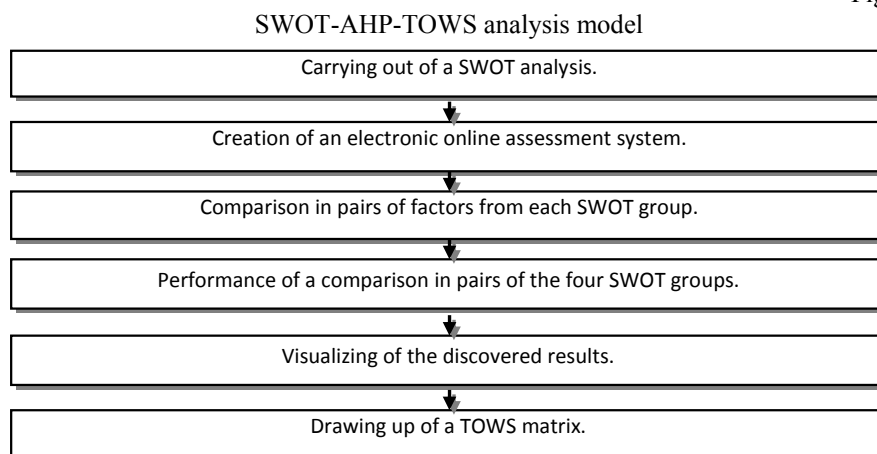 SWOT-AHP-TOWS analysis model
Carrying out of a SWOT analysis.
Creation of an electronic online assessment system.
Comparison in pairs of factors from each SWOT group.
Performance of a comparison in pairs of the four SWOT groups.
Visualizing of the discovered results.
Drawing up of a TOWS matrix.